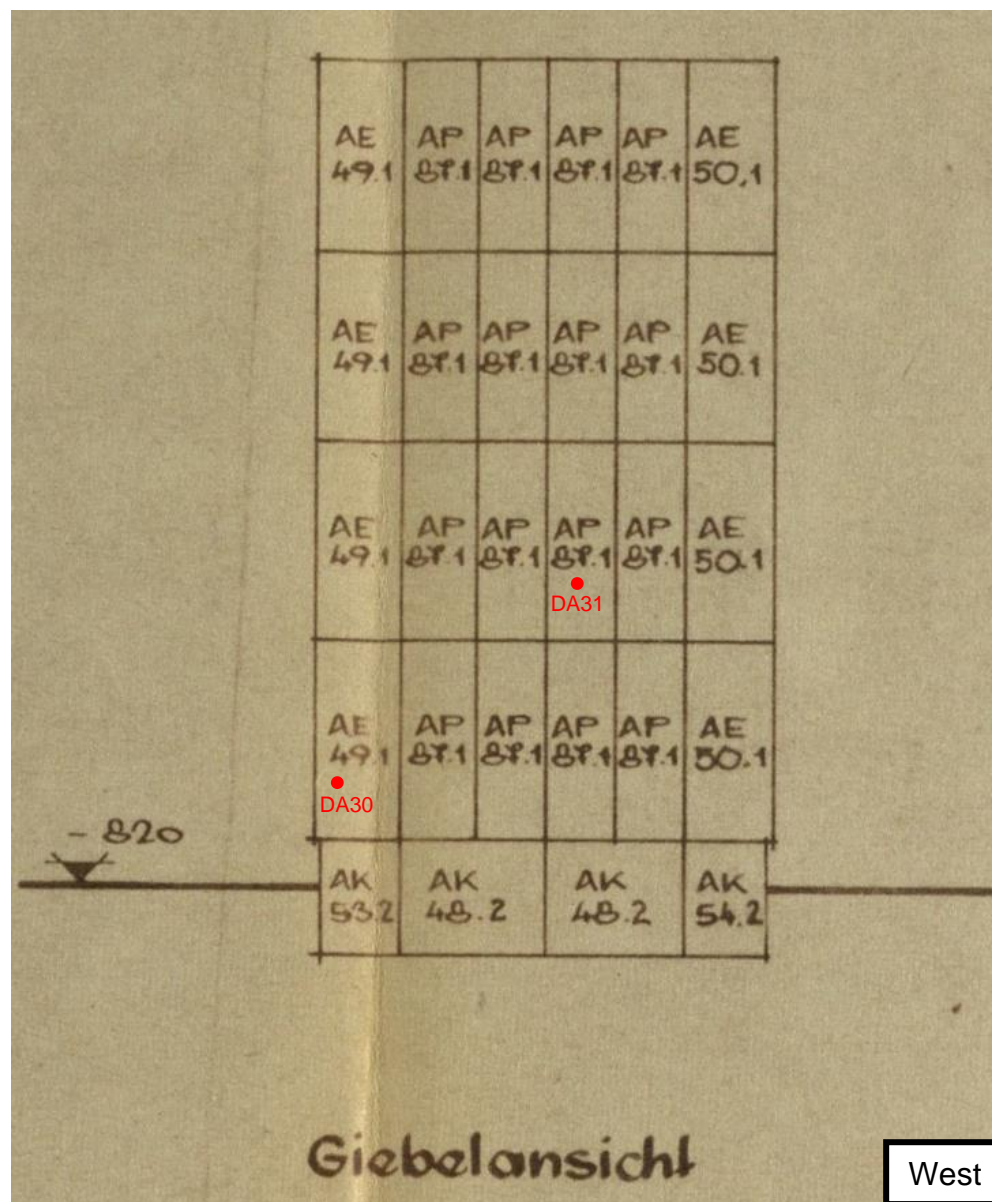 AE AP AP AP AP AE
49.1 87.1 87.1 87.1 87.1 50.1
AE AP AP AP AP AE
49.1 87.1 87.1 87.1 87.1 50.1
AE AP AP AP AP AE
49.1 87.1 87.1 87.1 87.1 50.1
DA31
AE AP AP AP AP AE
49.1 87.1 87.1 87.1 87.1 50.1
DA30
- 820
AK AK AK AK
53.2 48.2 48.2 54.2
Giebelansicht
West